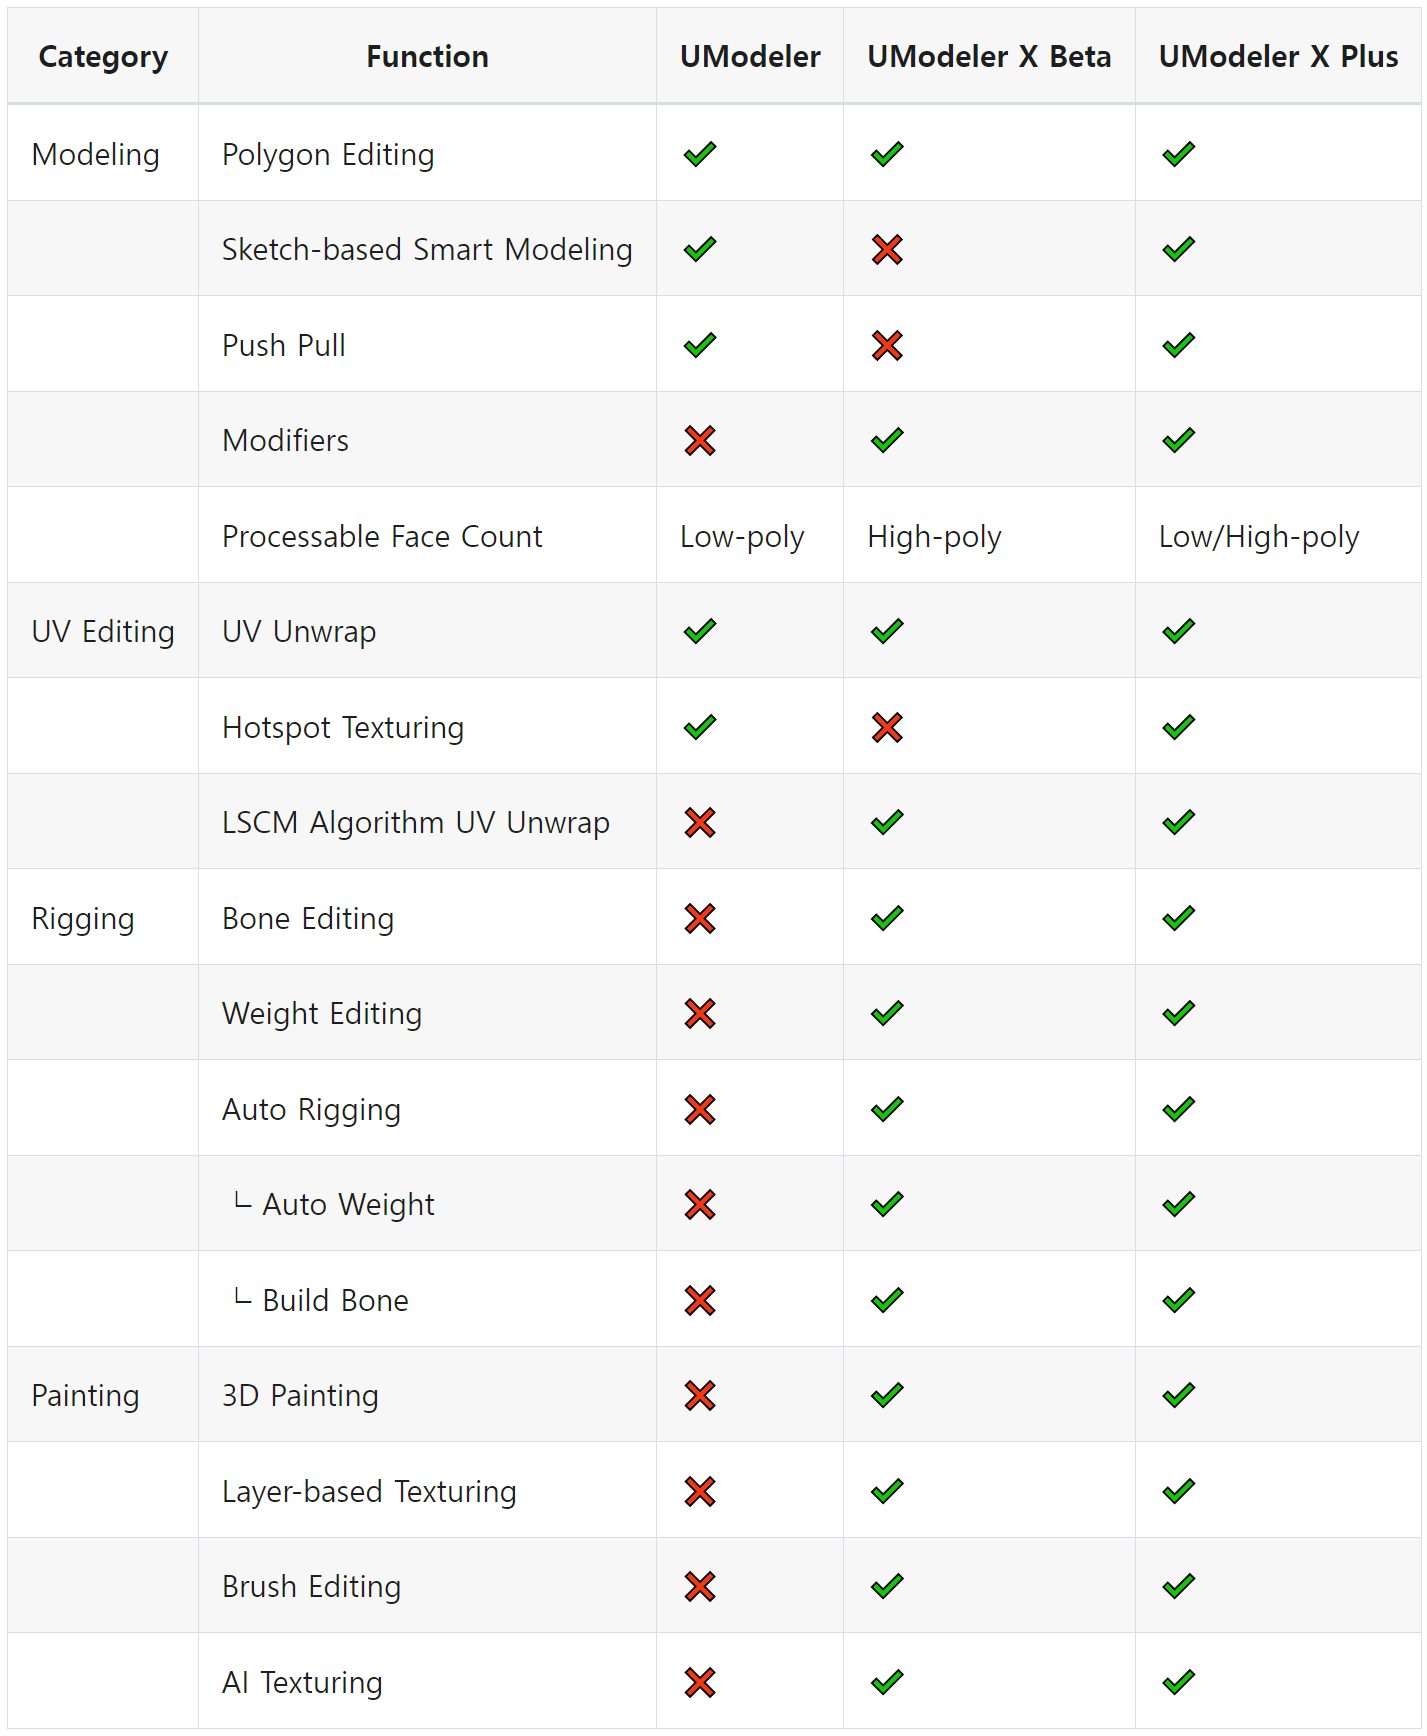 Category Function UModeler UModeler X Beta UModeler X Plus
Modeling Polygon Editing ✔ ✔ ✔
Sketch-based Smart Modeling ✔ ❌ ✔
Push Pull ✔ ❌ ✔
Modifiers ❌ ✔ ✔
Processable Face Count Low-poly High-poly Low/High-poly
UV Editing UV Unwrap ✔ ✔ ✔
Hotspot Texturing ✔ ❌ ✔
LSCM Algorithm UV Unwrap ❌ ✔ ✔
Rigging Bone Editing ❌ ✔ ✔
Weight Editing ❌ ✔ ✔
Auto Rigging ❌ ✔ ✔
└ Auto Weight ❌ ✔ ✔
└ Build Bone ❌ ✔ ✔
Painting 3D Painting ❌ ✔ ✔
Layer-based Texturing ❌ ✔ ✔
Brush Editing ❌ ✔ ✔
AI Texturing ❌ ✔ ✔